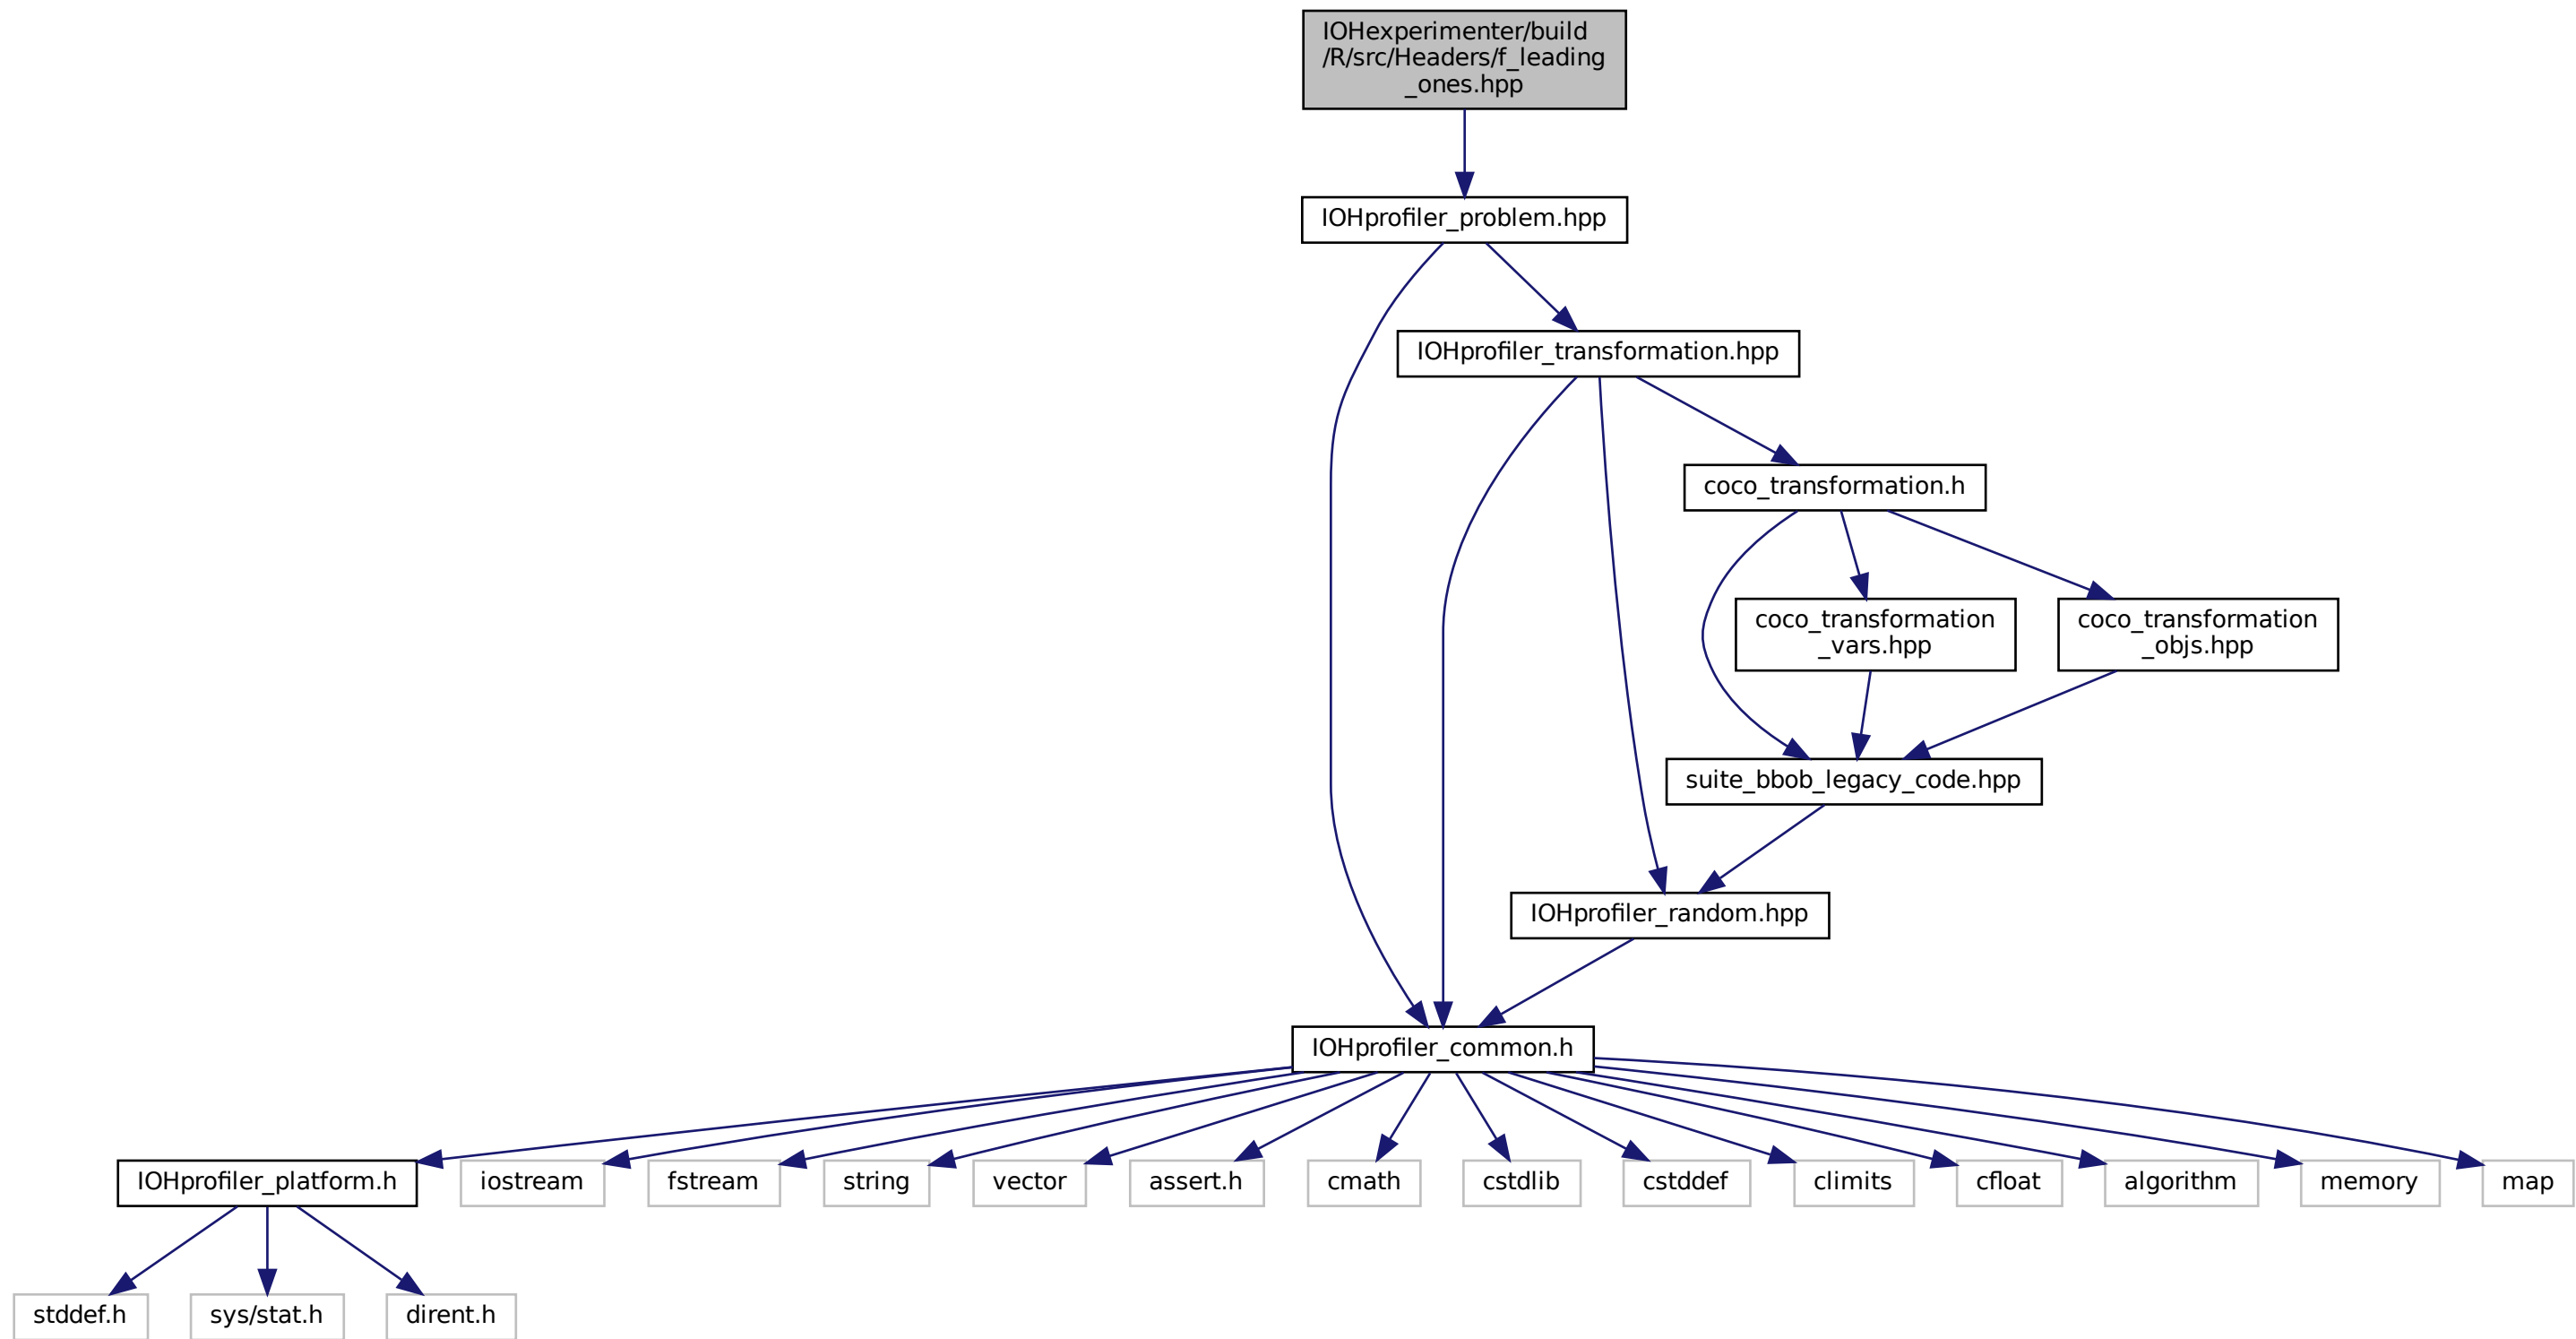 IOHexperimenter/build
/R/src/Headers/f_leading
_ones.hpp
IOHprofiler_problem.hpp
IOHprofiler_transformation.hpp
coco_transformation.h
coco_transformation
_vars.hpp
coco_transformation
_objs.hpp
suite_bbob_legacy_code.hpp
IOHprofiler_random.hpp
IOHprofiler_common.h
IOHprofiler_platform.h
iostream
fstream
string
vector
assert.h
cmath
cstdlib
cstddef
climits
cfloat
algorithm
memory
map
stddef.h
sys/stat.h
dirent.h